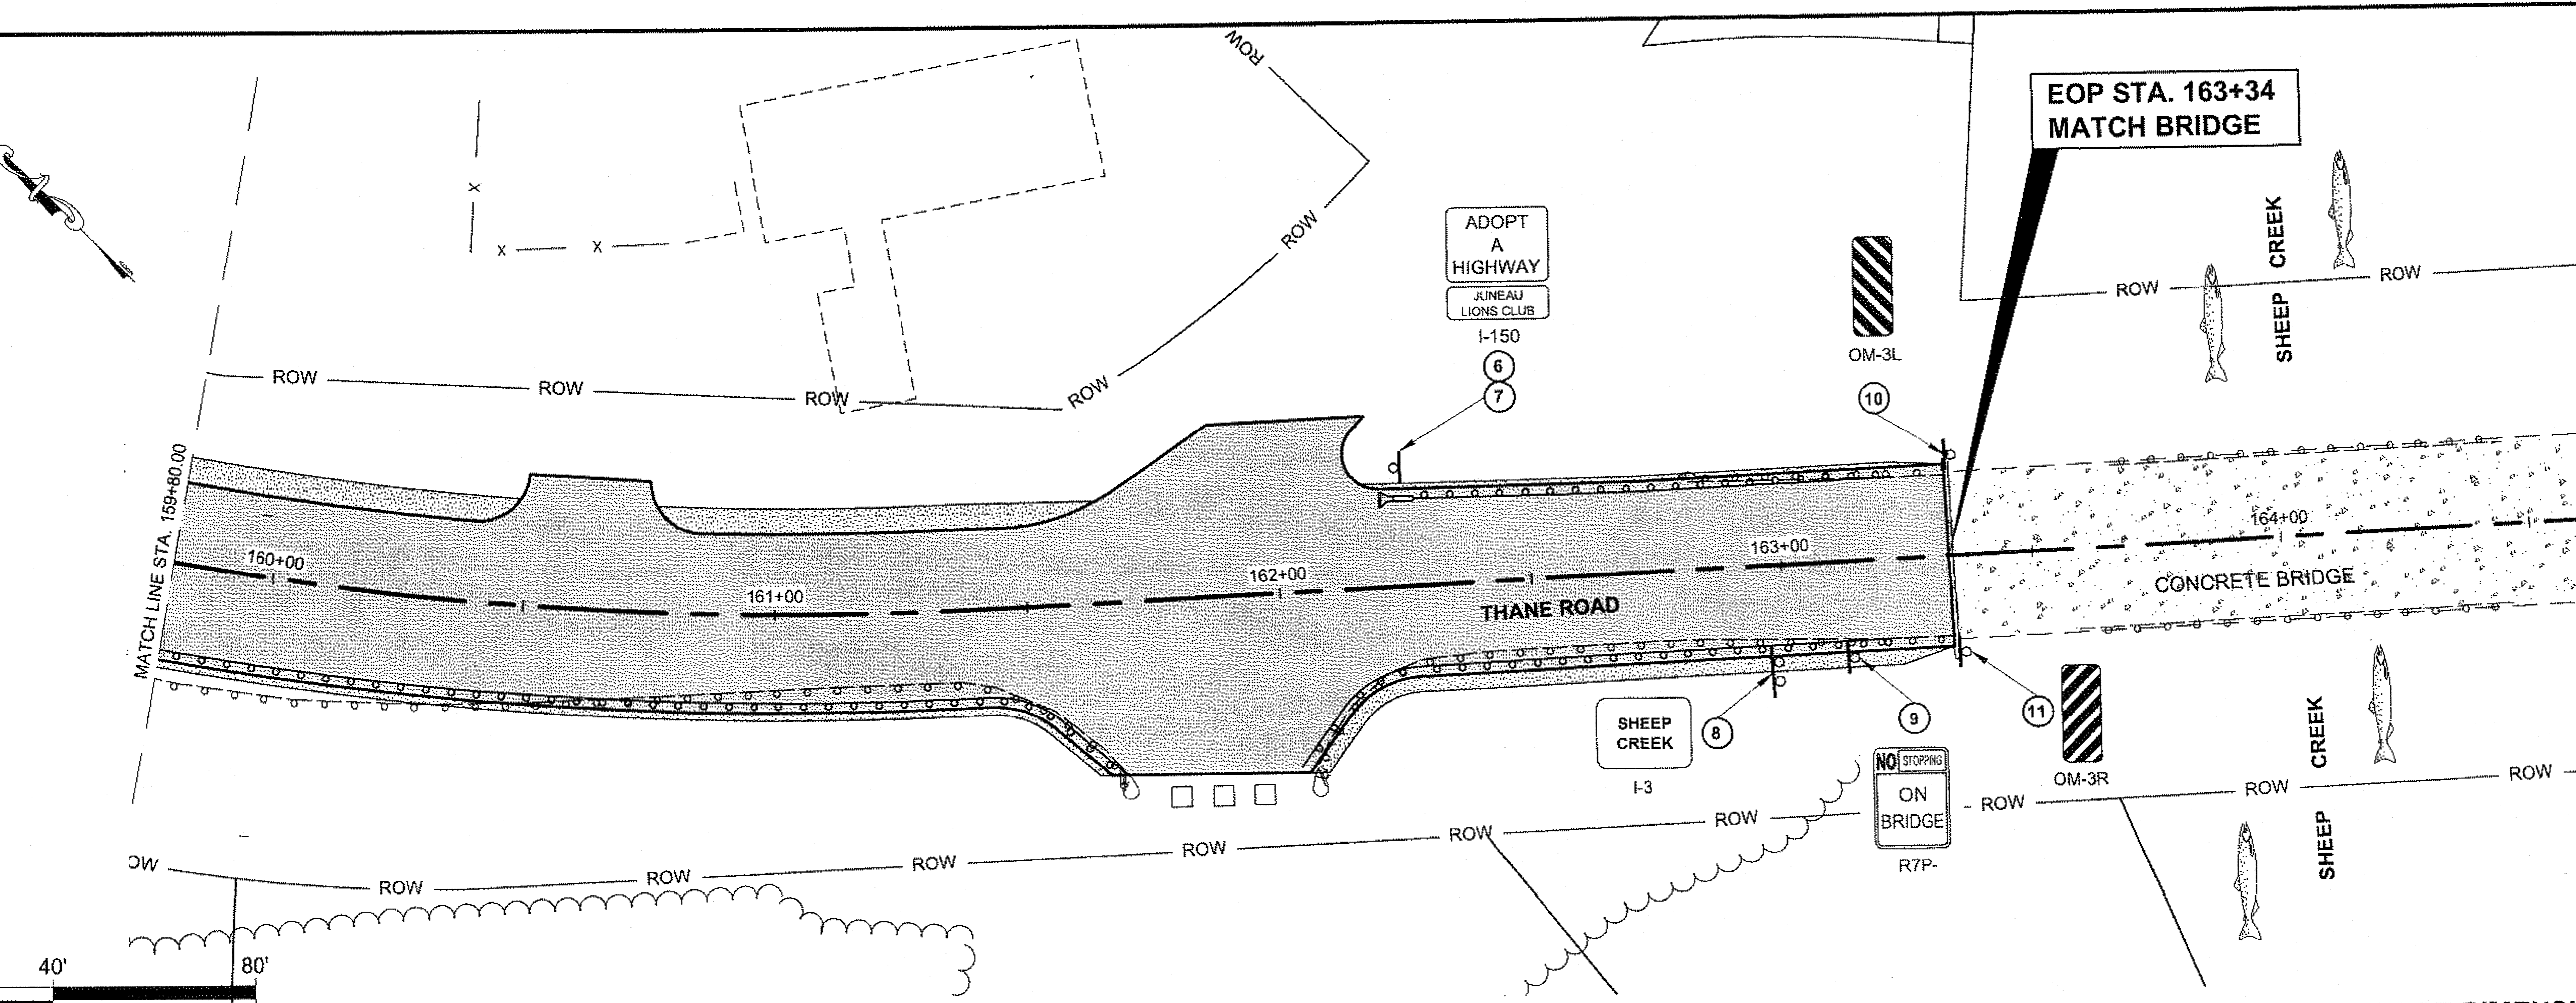 ROW
EOP STA. 163+34
MATCH BRIDGE
ADOPT
A
HIGHWAY
JUNEAU
LIONS CLUB
I-150
6
7
OM-3L
10
X
X
X
ROW
ROW
ROW
ROW
ROW
ROW
ROW
SHEEP CREEK
MATCH LINE STA. 159+80.00
160+00
161+00
162+00
163+00
164+00
THANE ROAD
CONCRETE BRIDGE
SHEEP
CREEK
I-3
8
9
11
NO STOPPING
ON
BRIDGE
R7P-
OM-3R
SHEEP CREEK
ROW
ROW
ROW
ROW
ROW
ROW
ROW
ROW
ROW
40'
80'